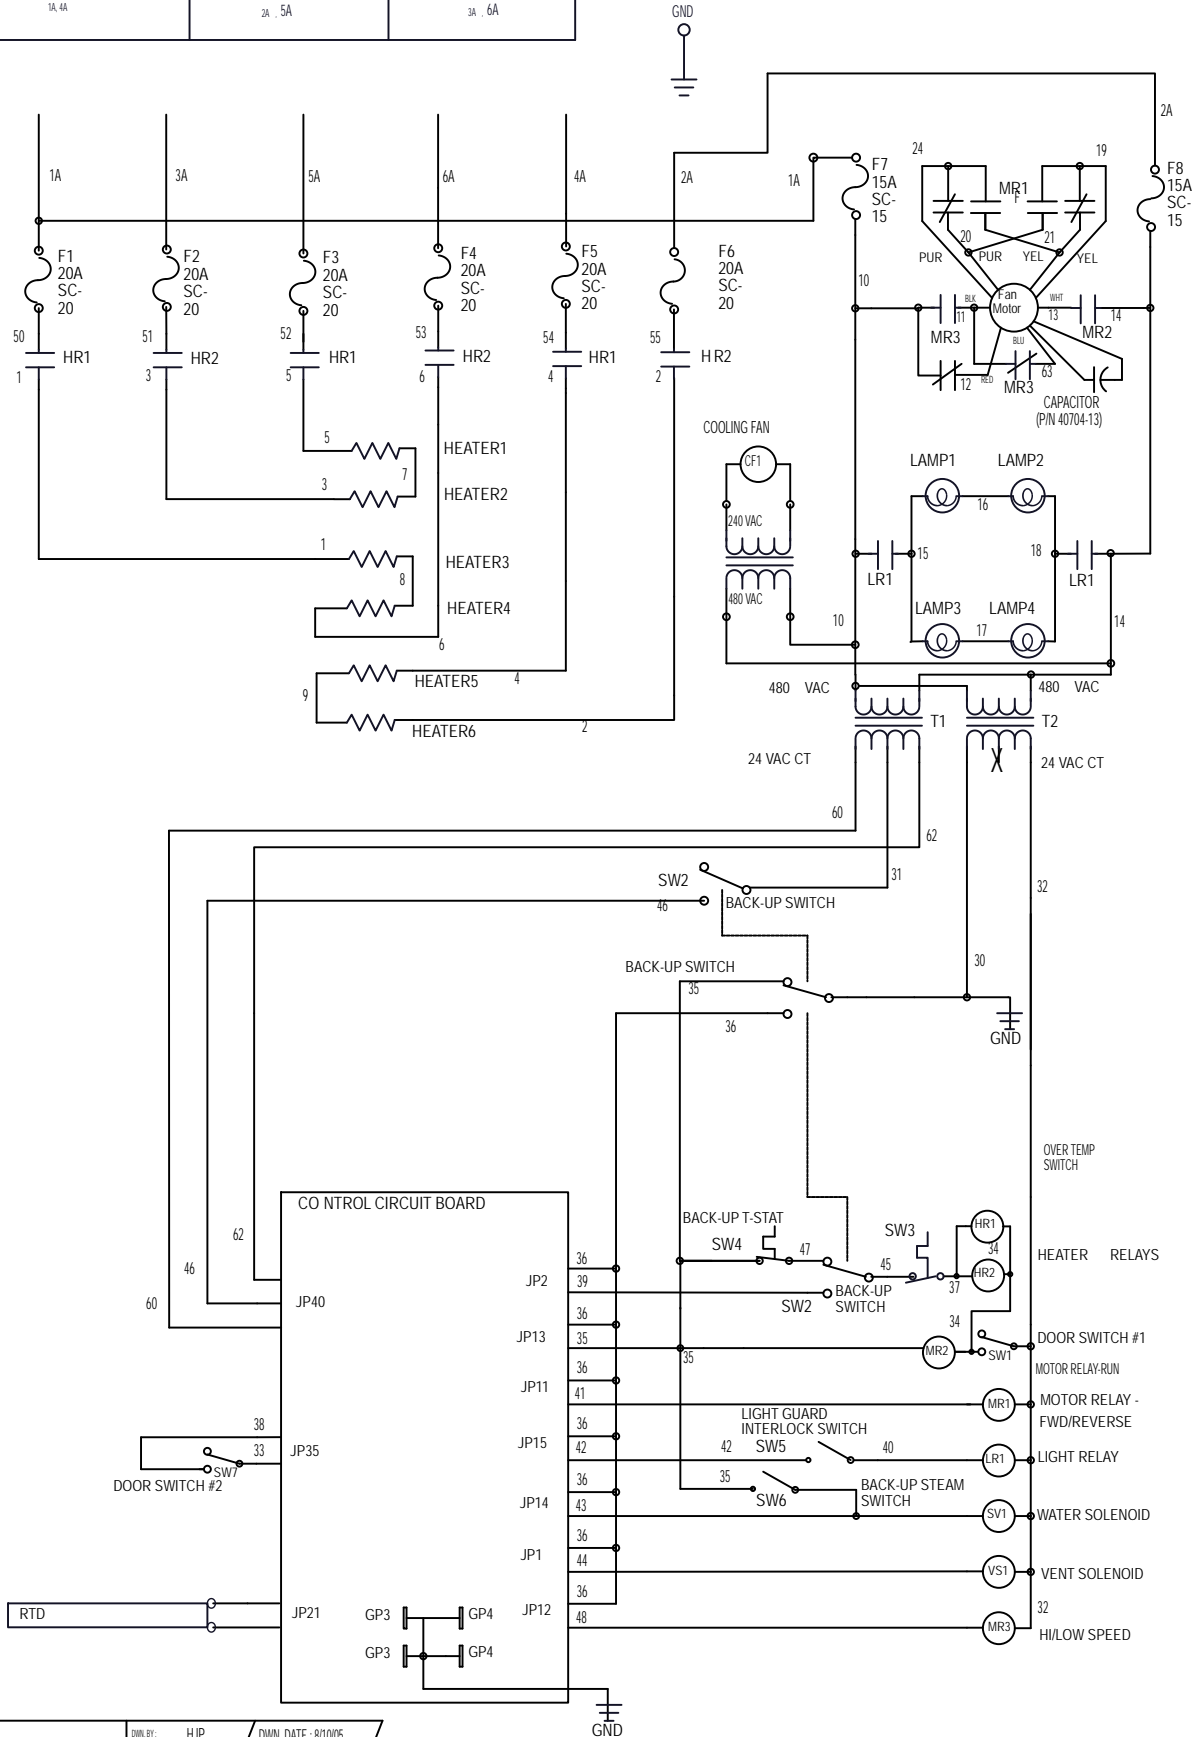 1A, 4A
2A , 5A
3A , 6A
GND
1A
3A
5A
6A
4A
2A
1A
2A
F1
20A
SC-
20
F2
20A
SC-
20
F3
20A
SC-
20
F4
20A
SC-
20
F5
20A
SC-
20
F6
20A
SC-
20
F7
15A
SC-
15
F8
15A
SC-
15
24
19
MR1
F
20
21
PUR
PUR
YEL
YEL
10
Fan
Motor
BLK
11
WHT
13
14
MR3
MR2
BLU
12
RED
MR3
63
CAPACITOR
(P/N 40704-13)
50
HR1
1
51
HR2
3
52
HR1
5
53
HR2
6
54
HR1
4
55
H R2
2
5
HEATER1
7
3
HEATER2
1
HEATER3
8
HEATER4
6
HEATER5
4
9
HEATER6
2
COOLING FAN
CF1
240 VAC
480 VAC
LAMP1
LAMP2
16
15
18
LR1
LR1
LAMP3
LAMP4
17
10
14
480 VAC
480 VAC
T1
T2
24 VAC CT
24 VAC CT
60
62
31
32
SW2
46
BACK-UP SWITCH
BACK-UP SWITCH
35
30
36
GND
OVER TEMP
SWITCH
CO NTROL CIRCUIT BOARD
62
46
60
JP40
BACK-UP T-STAT
SW4
47
SW3
45
HR1
34
HR2
37
HEATER RELAYS
36
JP2
39
SW2
BACK-UP
SWITCH
36
JP13
35
35
34
MR2
SW1
DOOR SWITCH #1
MOTOR RELAY-RUN
36
JP11
41
MR1
MOTOR RELAY -
FWD/REVERSE
LIGHT GUARD
INTERLOCK SWITCH
36
JP15
42
42
SW5
40
LR1
LIGHT RELAY
38
33
JP35
SW7
DOOR SWITCH #2
35
SW6
BACK-UP STEAM
SWITCH
36
JP14
43
SV1
WATER SOLENOID
36
JP1
44
VS1
VENT SOLENOID
36
JP12
48
32
MR3
HI/LOW SPEED
RTD
JP21
GP3
GP4
GP3
GP4
GND
DWN. BY :
HJP
DWN. DATE : 8/10/05